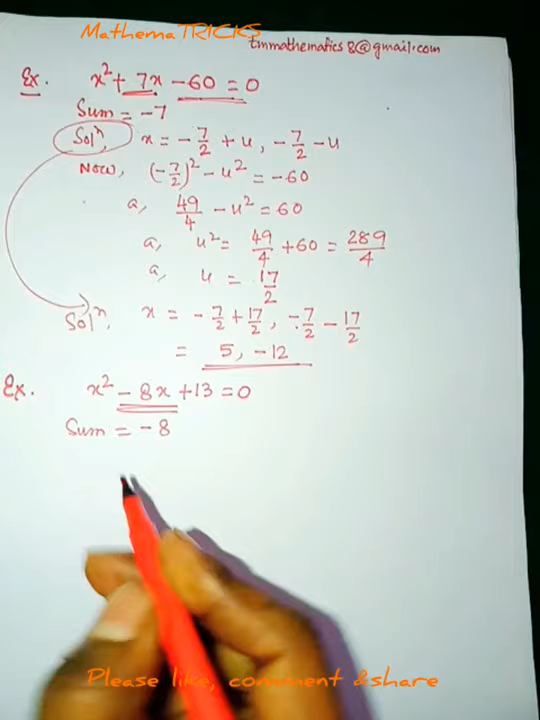 MathemaTRICKS
tmmathematics8@gmail.com
Ex. x² + 7x - 60 = 0
Sum = -7
Solⁿ, x = -7/2 + u, -7/2 - u
Now, (-7/2)² - u² = -60
a, 49/4 - u² = 60
a, u² = 49/4 + 60 = 289/4
a, u = 17/2
Solⁿ, x = -7/2 + 17/2, -7/2 - 17/2
= 5, -12
Ex. x² - 8x + 13 = 0
Sum = -8
Please like, comment &share